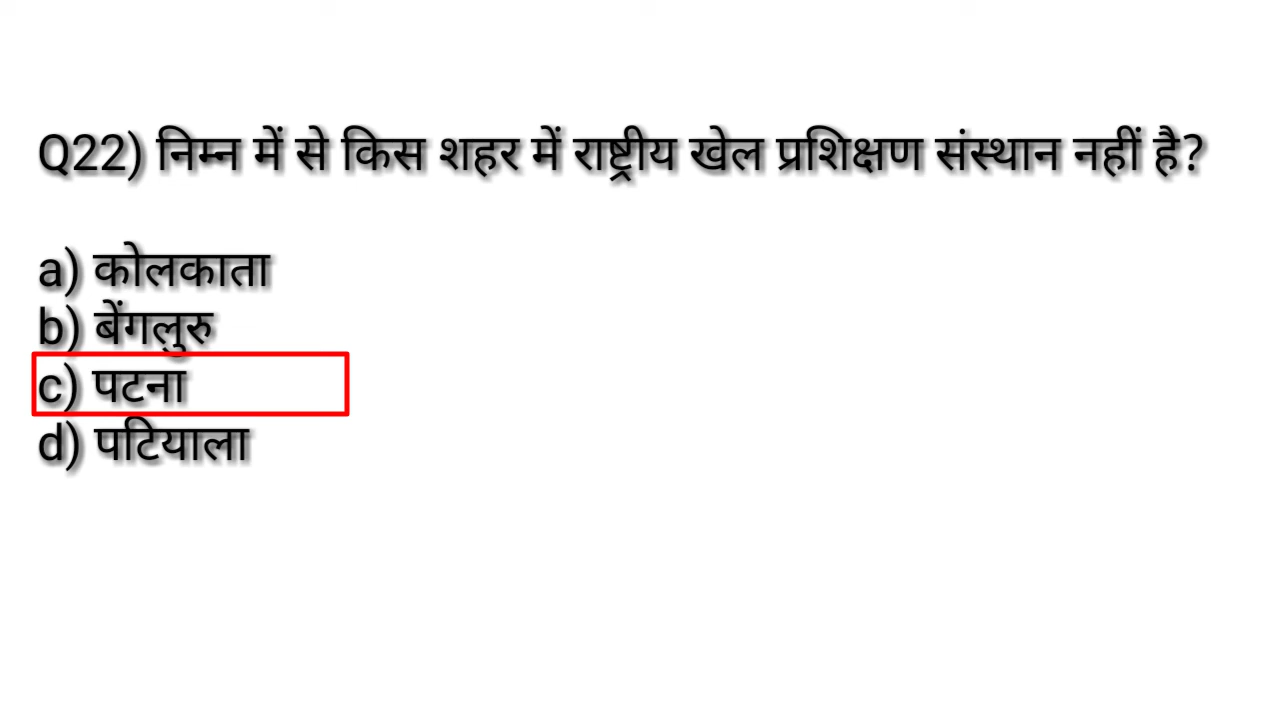 Q22) निम्न में से किस शहर में राष्ट्रीय खेल प्रशिक्षण संस्थान नहीं है?
a) कोलकाता
b) बेंगलुरु
c) पटना
d) पटियाला